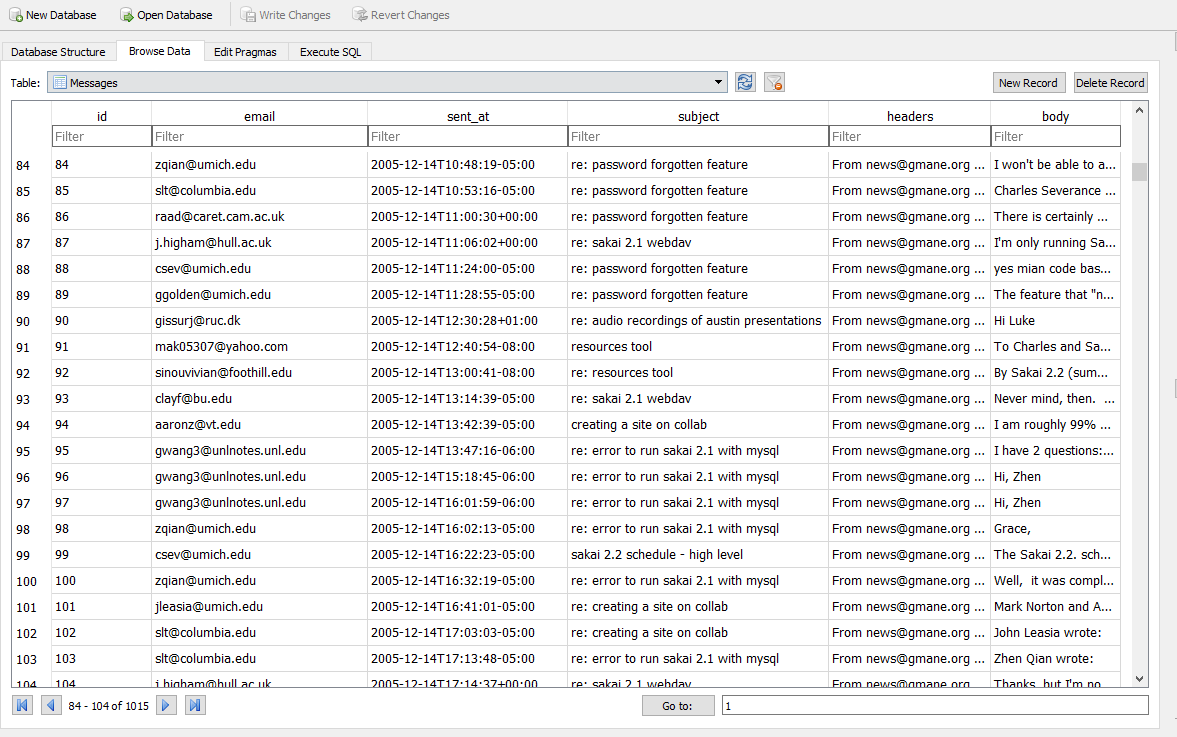 New Database Open Database Write Changes Revert Changes
Database Structure Browse Data Edit Pragmas Execute SQL
Table: Messages New Record Delete Record
id email sent_at subject headers body
Filter Filter Filter Filter Filter Filter
84 84 zqian@umich.edu 2005-12-14T10:48:19-05:00 re: password forgotten feature From news@gmane.org ... I won't be able to a...
85 85 slt@columbia.edu 2005-12-14T10:53:16-05:00 re: password forgotten feature From news@gmane.org ... Charles Severance ...
86 86 raad@caret.cam.ac.uk 2005-12-14T11:00:30+00:00 re: password forgotten feature From news@gmane.org ... There is certainly ...
87 87 j.higham@hull.ac.uk 2005-12-14T11:06:02+00:00 re: sakai 2.1 webdav From news@gmane.org ... I'm only running Sa...
88 88 csev@umich.edu 2005-12-14T11:24:00-05:00 re: password forgotten feature From news@gmane.org ... yes mian code bas...
89 89 ggolden@umich.edu 2005-12-14T11:28:55-05:00 re: password forgotten feature From news@gmane.org ... The feature that "n...
90 90 gissurj@ruc.dk 2005-12-14T12:30:28+01:00 re: audio recordings of austin presentations From news@gmane.org ... Hi Luke
91 91 mak05307@yahoo.com 2005-12-14T12:40:54-08:00 resources tool From news@gmane.org ... To Charles and Sa...
92 92 sinouvivian@foothill.edu 2005-12-14T13:00:41-08:00 re: resources tool From news@gmane.org ... By Sakai 2.2 (sum...
93 93 clayf@bu.edu 2005-12-14T13:14:39-05:00 re: sakai 2.1 webdav From news@gmane.org ... Never mind, then. ...
94 94 aaronz@vt.edu 2005-12-14T13:42:39-05:00 creating a site on collab From news@gmane.org ... I am roughly 99% ...
95 95 gwang3@unlnotes.unl.edu 2005-12-14T13:47:16-06:00 re: error to run sakai 2.1 with mysql From news@gmane.org ... I have 2 questions:...
96 96 gwang3@unlnotes.unl.edu 2005-12-14T15:18:45-06:00 re: error to run sakai 2.1 with mysql From news@gmane.org ... Hi, Zhen
97 97 gwang3@unlnotes.unl.edu 2005-12-14T16:01:59-06:00 re: error to run sakai 2.1 with mysql From news@gmane.org ... Hi, Zhen
98 98 zqian@umich.edu 2005-12-14T16:02:13-05:00 re: error to run sakai 2.1 with mysql From news@gmane.org ... Grace,
99 99 csev@umich.edu 2005-12-14T16:22:23-05:00 sakai 2.2 schedule - high level From news@gmane.org ... The Sakai 2.2. sch...
100 100 zqian@umich.edu 2005-12-14T16:32:19-05:00 re: error to run sakai 2.1 with mysql From news@gmane.org ... Well, it was compl...
101 101 jleasia@umich.edu 2005-12-14T16:41:01-05:00 re: creating a site on collab From news@gmane.org ... Mark Norton and A...
102 102 slt@columbia.edu 2005-12-14T17:03:03-05:00 re: creating a site on collab From news@gmane.org ... John Leasia wrote:
103 103 slt@columbia.edu 2005-12-14T17:13:48-05:00 re: error to run sakai 2.1 with mysql From news@gmane.org ... Zhen Qian wrote:
104 104 j.higham@hull.ac.uk 2005-12-14T17:14:37+00:00 re: sakai 2.1 webdav From news@gmane.org ... Thanks, but I'm no...
84 - 104 of 1015 Go to: 1